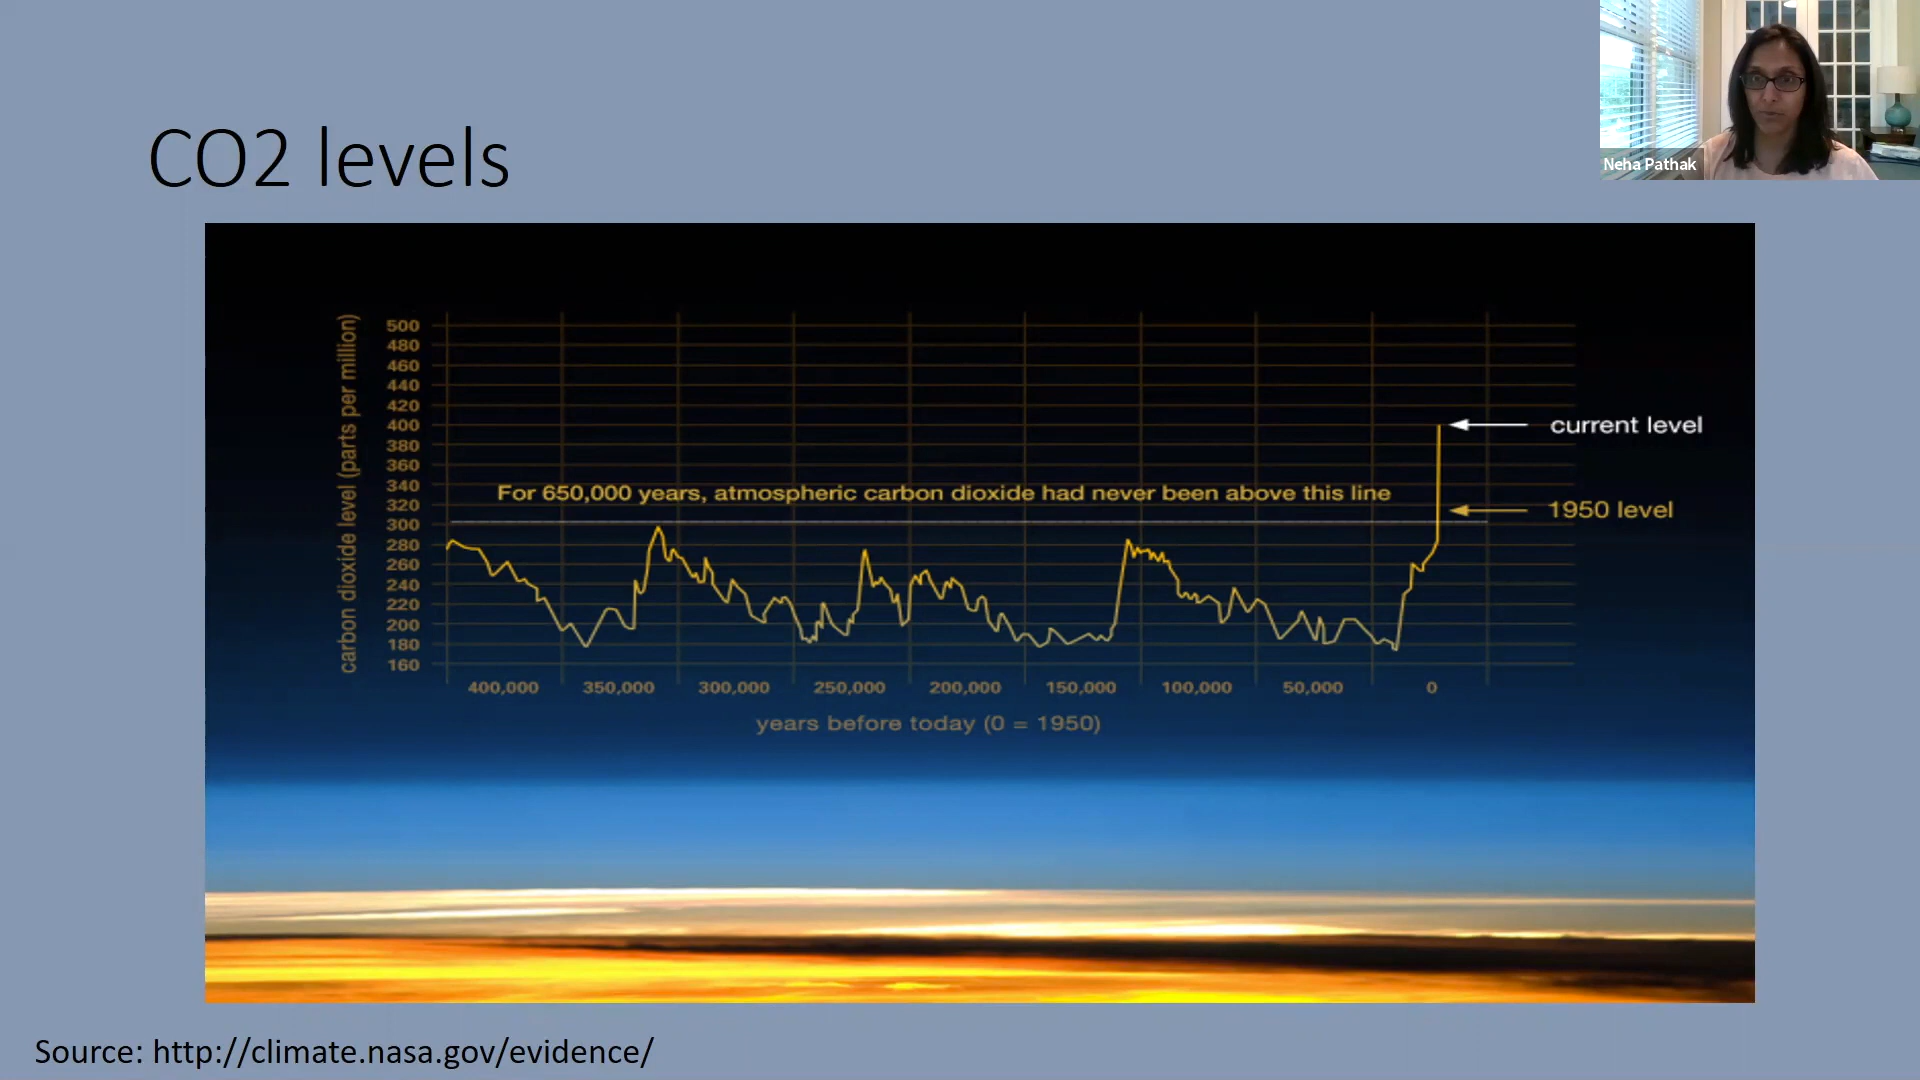 Neha Pathak
CO2 levels
carbon dioxide level (parts per million)
500
480
460
440
420
400
380
360
340
320
300
280
260
240
220
200
180
160
current level
For 650,000 years, atmospheric carbon dioxide had never been above this line
1950 level
400,000 350,000 300,000 250,000 200,000 150,000 100,000 50,000 0
years before today (0 = 1950)
Source: http://climate.nasa.gov/evidence/